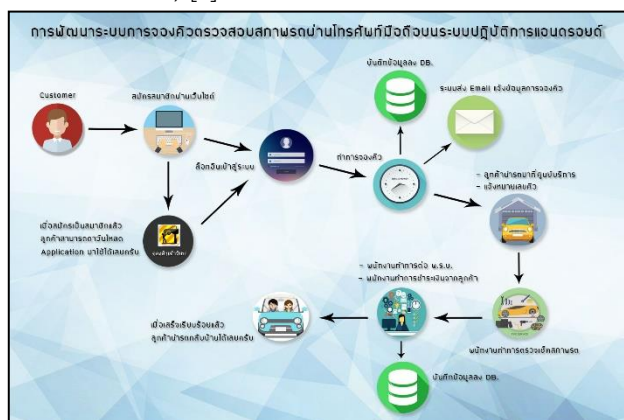 การพัฒนาระบบการจองคิวตรวจสอบสภาพรถผ่านโทรศัพท์มือถือบนระบบปฏิบัติการแอนดรอยด์
บันทึกข้อมูลลง DB.
Customer
สมัครสมาชิกผ่านเว็บไซต์
ระบบส่ง Email แจ้งข้อมูลการจองคิว
ล็อกอินเข้าสู่ระบบ
ทำการจองคิว
- ลูกค้านำรถมาที่ศูนย์บริการ
- แจ้งหมายเลขคิว
เมื่อสมัครเป็นสมาชิกแล้ว
ลูกค้าสามารถดาวน์โหลด
Application มาใช้ได้เลยครับ
- พนักงานทำการต่อ พ.ร.บ.
- พนักงานทำการชำระเงินจากลูกค้า
เมื่อเสร็จเรียบร้อยแล้ว
ลูกค้านำรถกลับบ้านได้เลยครับ
พนักงานทำการตรวจเช็คสภาพรถ
บันทึกข้อมูลลง DB.